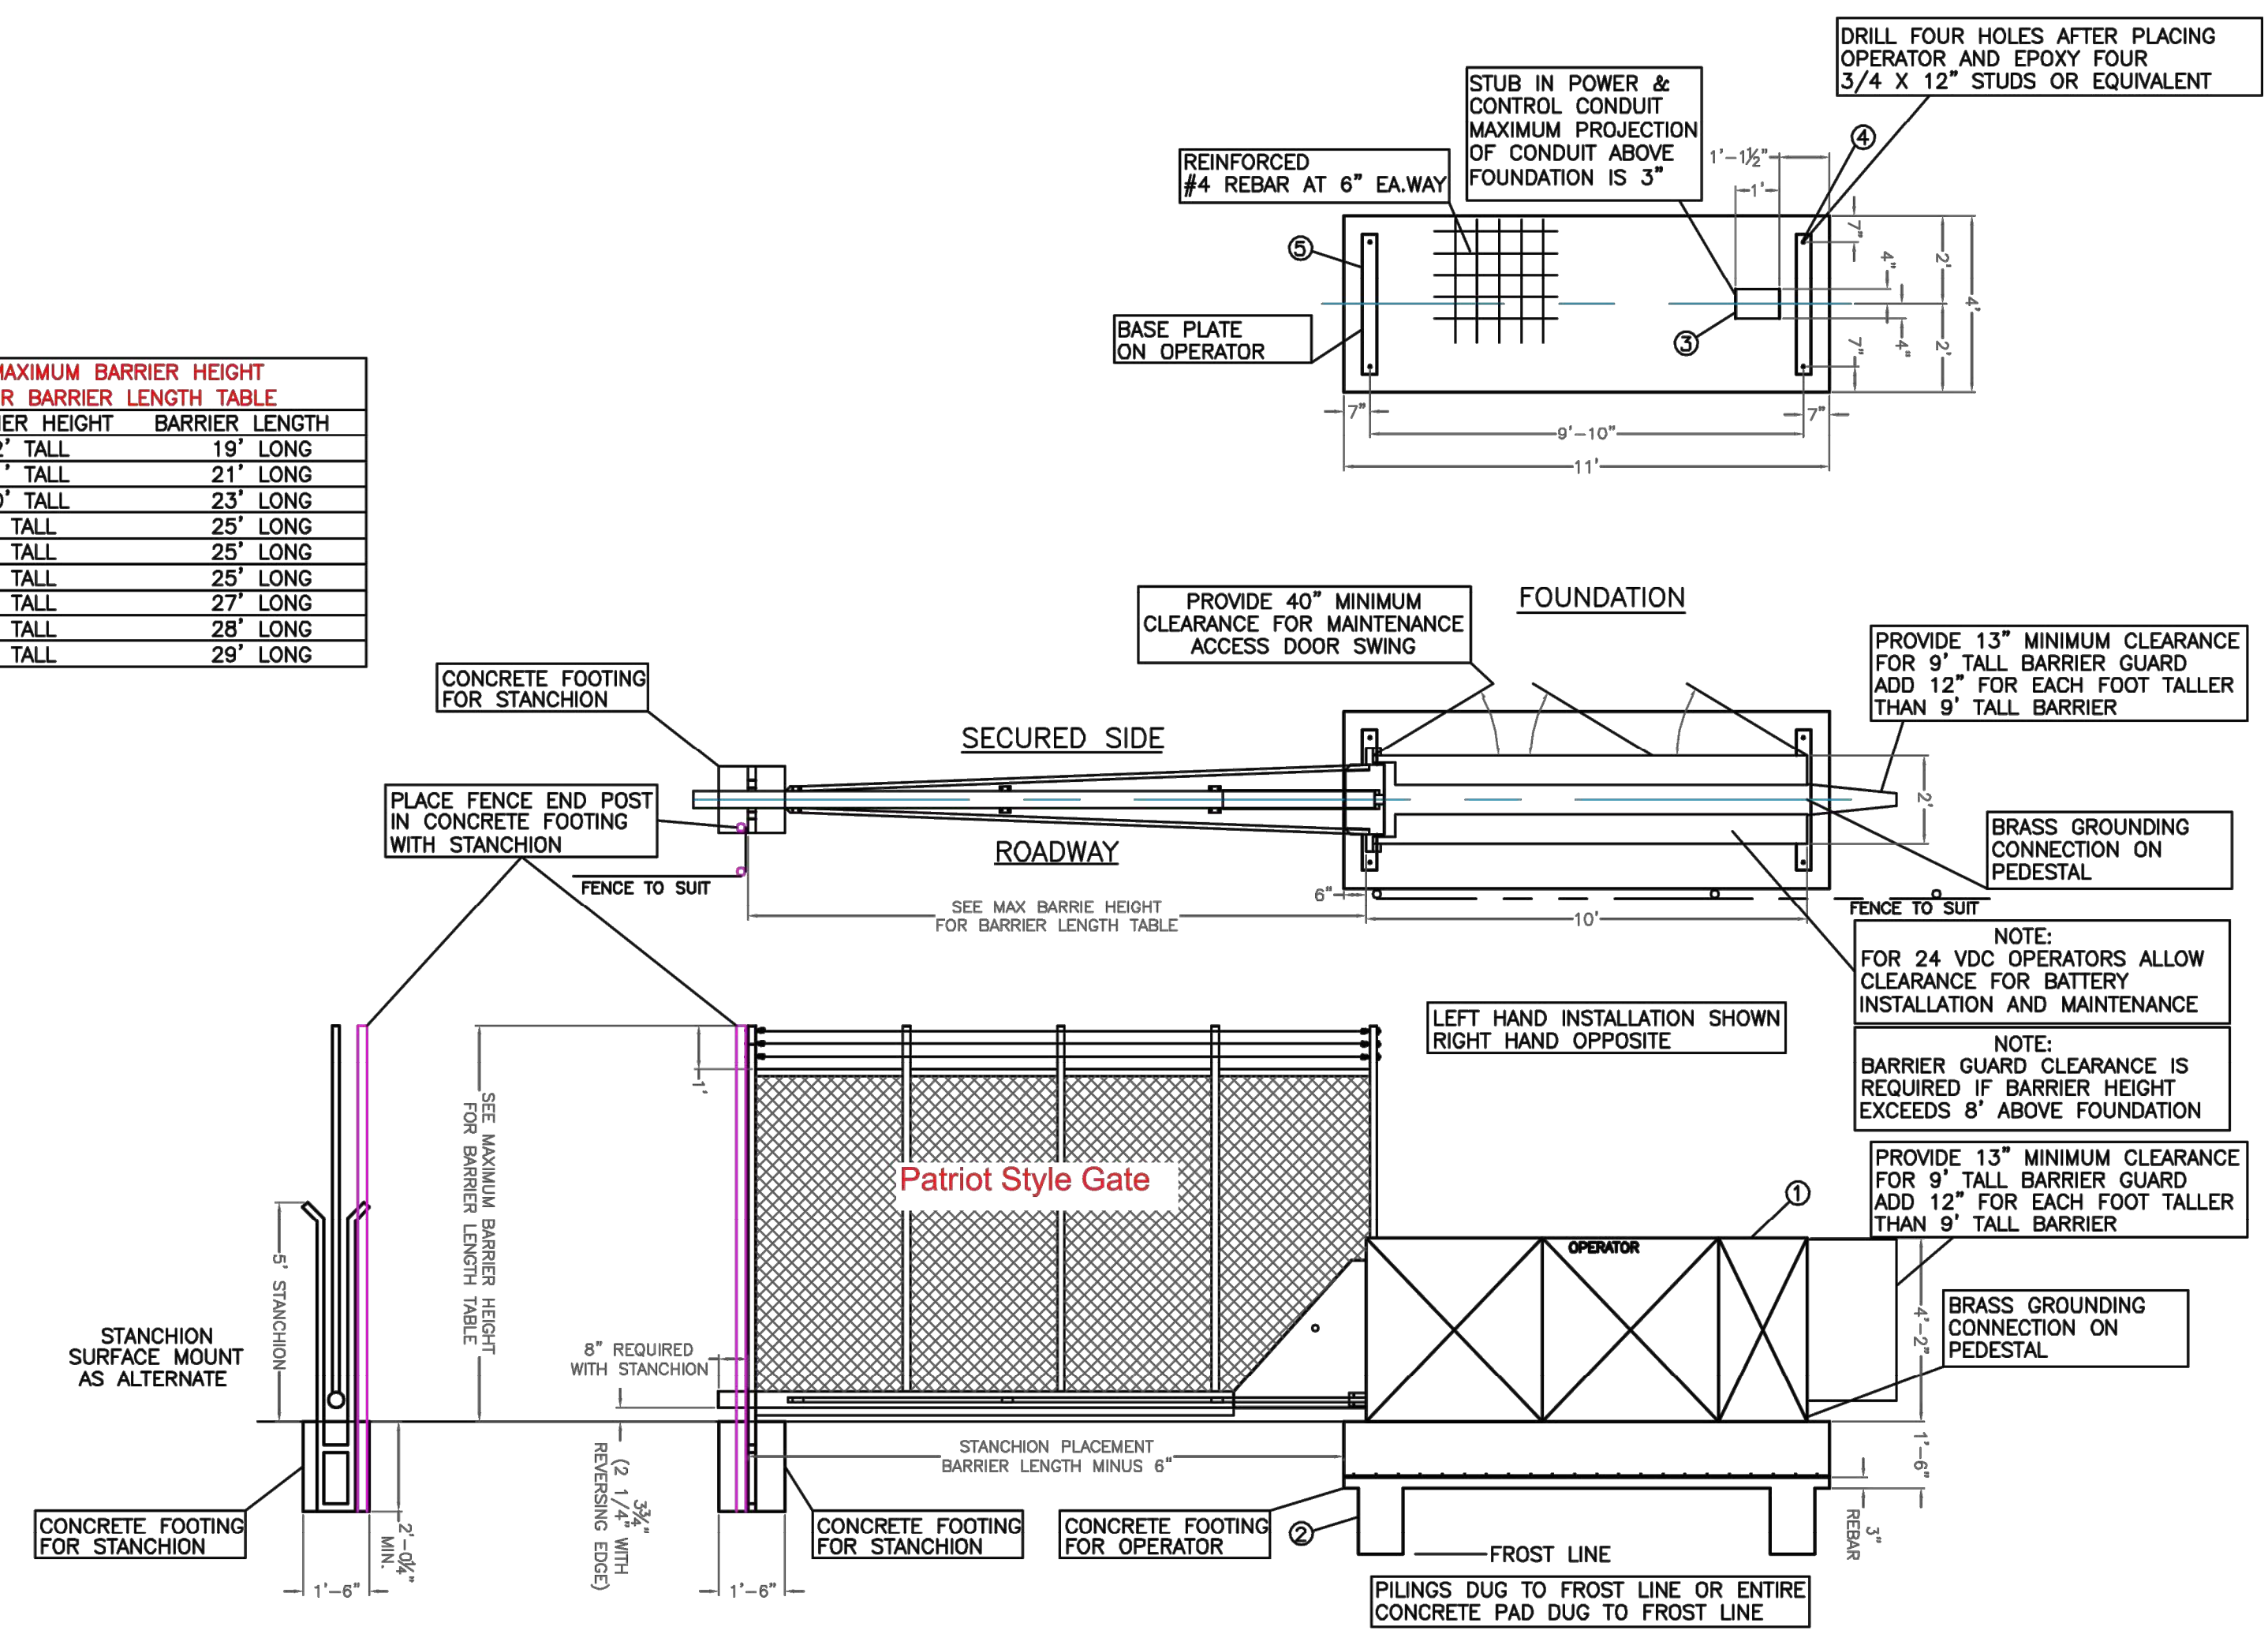 DRILL FOUR HOLES AFTER PLACING
OPERATOR AND EPOXY FOUR
3/4 X 12" STUDS OR EQUIVALENT
STUB IN POWER &
CONTROL CONDUIT
MAXIMUM PROJECTION
OF CONDUIT ABOVE
FOUNDATION IS 3"
REINFORCED
#4 REBAR AT 6" EA.WAY
1'-1½"
1'
④
⑤
③
7"
4"
2'
4'
4"
2'
7"
BASE PLATE
ON OPERATOR
7"
7"
9'-10"
11'
MAXIMUM BARRIER HEIGHT
BARRIER LENGTH TABLE
HEIGHT BARRIER LENGTH
TALL 19' LONG
TALL 21' LONG
TALL 23' LONG
TALL 25' LONG
TALL 25' LONG
TALL 25' LONG
TALL 27' LONG
TALL 28' LONG
TALL 29' LONG
FOUNDATION
PROVIDE 40" MINIMUM
CLEARANCE FOR MAINTENANCE
ACCESS DOOR SWING
PROVIDE 13" MINIMUM CLEARANCE
FOR 9' TALL BARRIER GUARD
ADD 12" FOR EACH FOOT TALLER
THAN 9' TALL BARRIER
CONCRETE FOOTING
FOR STANCHION
SECURED SIDE
PLACE FENCE END POST
IN CONCRETE FOOTING
WITH STANCHION
ROADWAY
2'
BRASS GROUNDING
CONNECTION ON
PEDESTAL
FENCE TO SUIT
6"
SEE MAX BARRIE HEIGHT
FOR BARRIER LENGTH TABLE
10'
FENCE TO SUIT
NOTE:
FOR 24 VDC OPERATORS ALLOW
CLEARANCE FOR BATTERY
INSTALLATION AND MAINTENANCE
LEFT HAND INSTALLATION SHOWN
RIGHT HAND OPPOSITE
NOTE:
BARRIER GUARD CLEARANCE IS
REQUIRED IF BARRIER HEIGHT
EXCEEDS 8' ABOVE FOUNDATION
1'
SEE MAXIMUM BARRIER HEIGHT
FOR BARRIER LENGTH TABLE
Patriot Style Gate
PROVIDE 13" MINIMUM CLEARANCE
FOR 9' TALL BARRIER GUARD
ADD 12" FOR EACH FOOT TALLER
THAN 9' TALL BARRIER
①
OPERATOR
5' STANCHION
STANCHION
SURFACE MOUNT
AS ALTERNATE
8" REQUIRED
WITH STANCHION
4'-2"
BRASS GROUNDING
CONNECTION ON
PEDESTAL
STANCHION PLACEMENT
BARRIER LENGTH MINUS 6"
1'-6"
3¾"
(2 1/4" WITH
REVERSING EDGE)
2'-0¼"
MIN.
3"
REBAR
CONCRETE FOOTING
FOR STANCHION
CONCRETE FOOTING
FOR STANCHION
CONCRETE FOOTING
FOR OPERATOR
②
FROST LINE
1'-6"
1'-6"
PILINGS DUG TO FROST LINE OR ENTIRE
CONCRETE PAD DUG TO FROST LINE